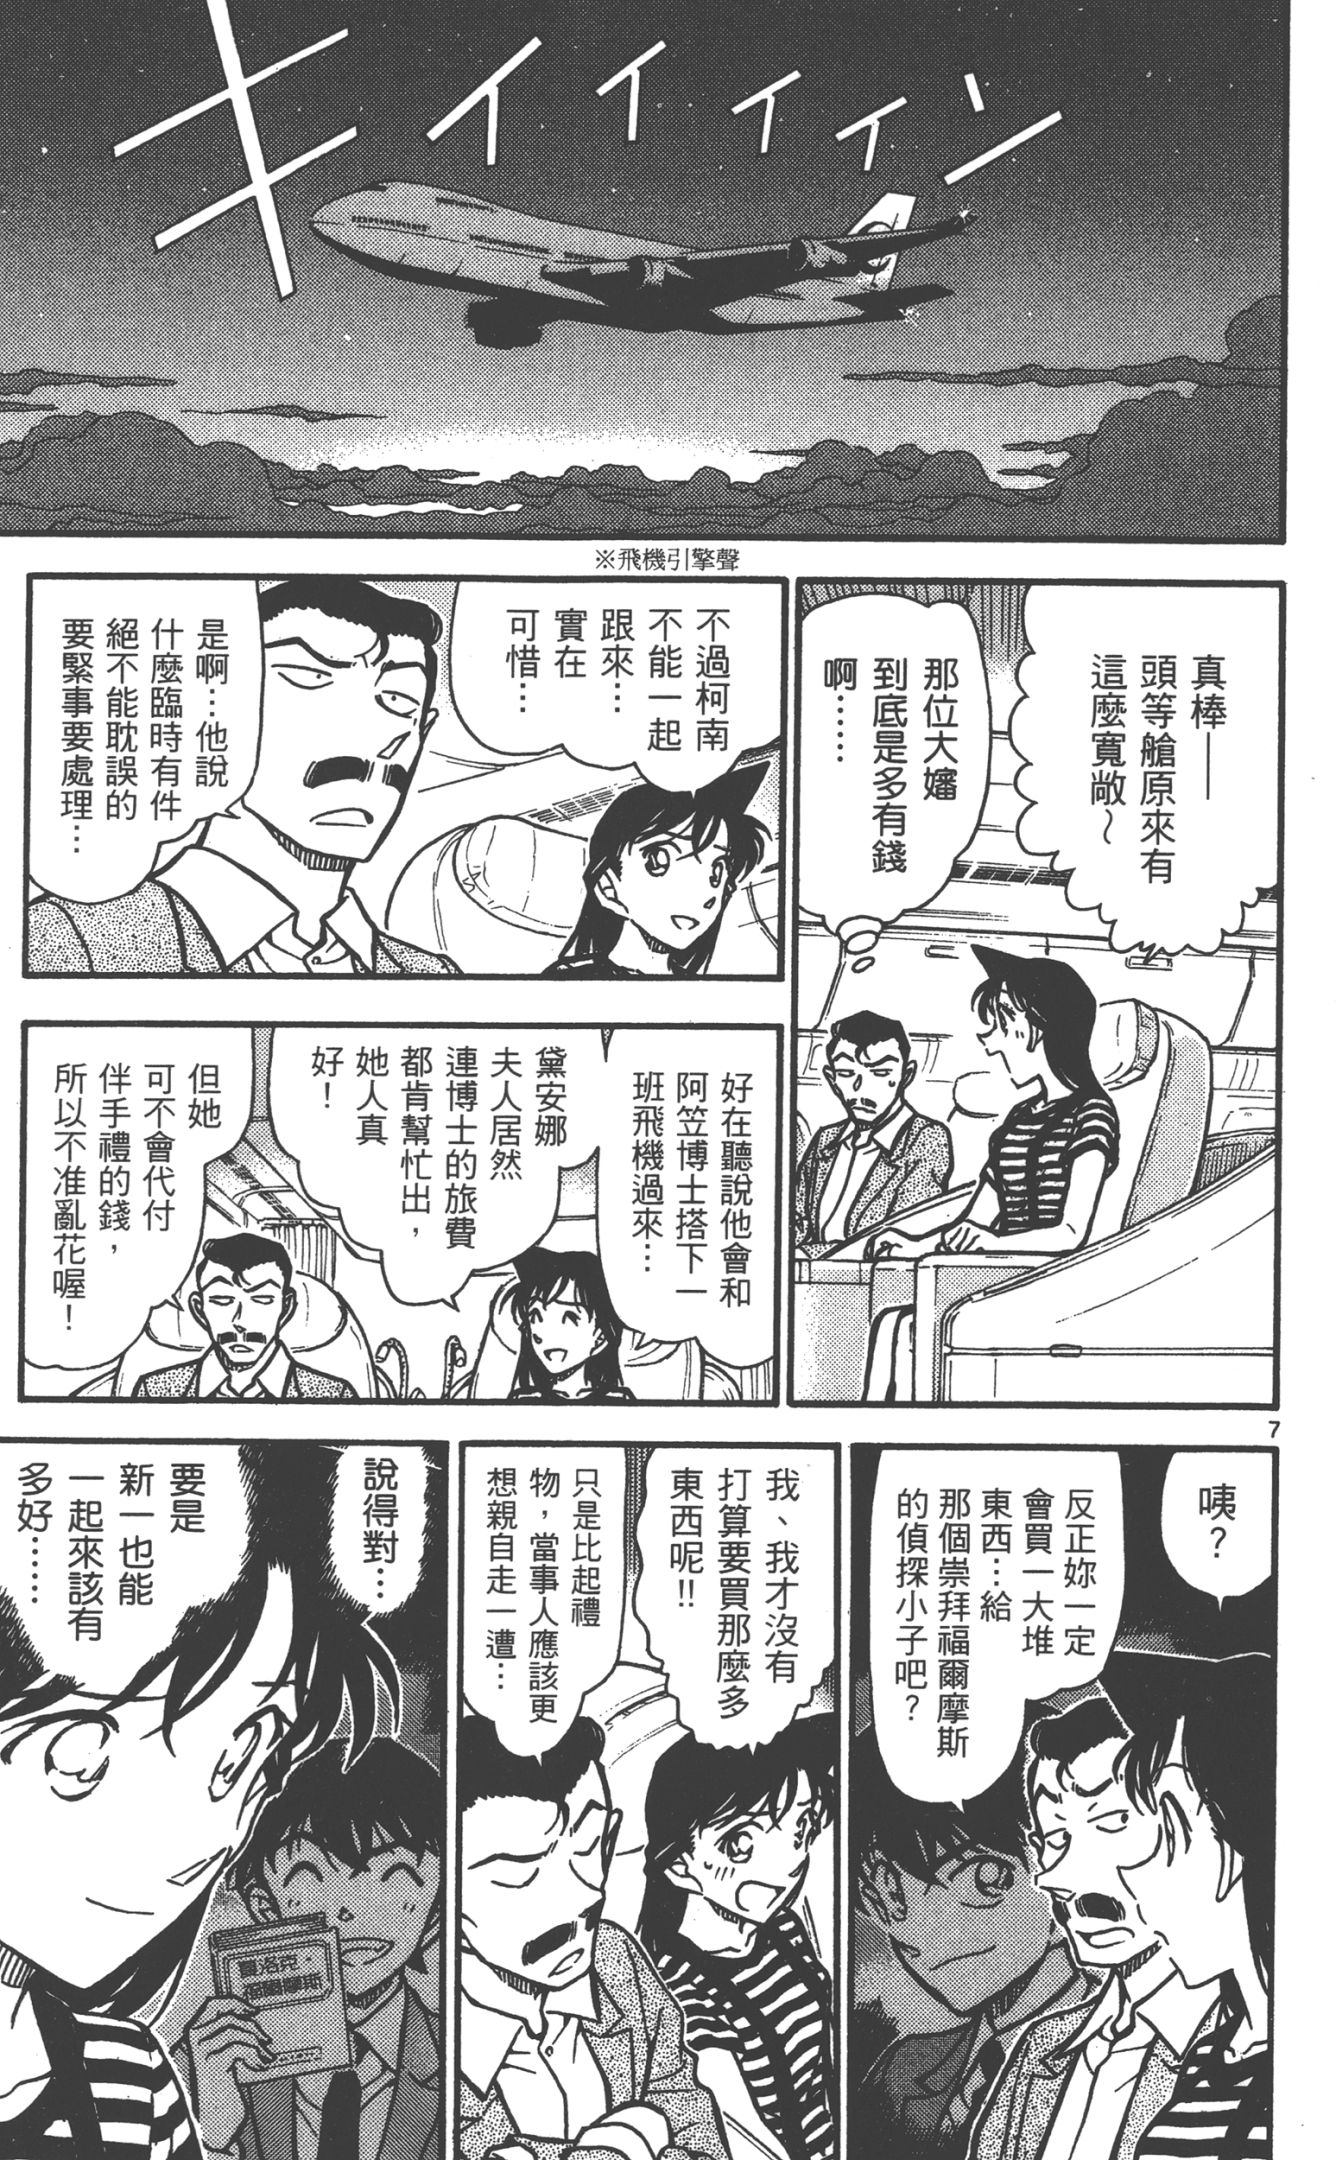 キイイイイン
※飛機引擎聲
真棒——
頭等艙原來有
這麼寬敞~
那位大嬸
到底是多有錢
啊……
不過柯南
不能一起
跟來…
實在
可惜…
是啊…他說
什麼臨時有件
絕不能耽誤的
要緊事要處理…
好在聽說他會和
阿笠博士搭下一
班飛機過來…
黛安娜
夫人居然
連博士的旅費
都肯幫忙出，
她人真
好！
但她
可不會代付
伴手禮的錢，
所以不准亂花喔！
7
咦？
反正妳一定
會買一大堆
東西…給
那個崇拜福爾摩斯
的偵探小子吧？
我、我才沒有
打算要買那麼多
東西呢!!
只是比起禮
物，當事人應該更
想親自走一遭…
說得對…
要是
新一也能
一起來該有
多好……
夏洛克·
福爾摩斯